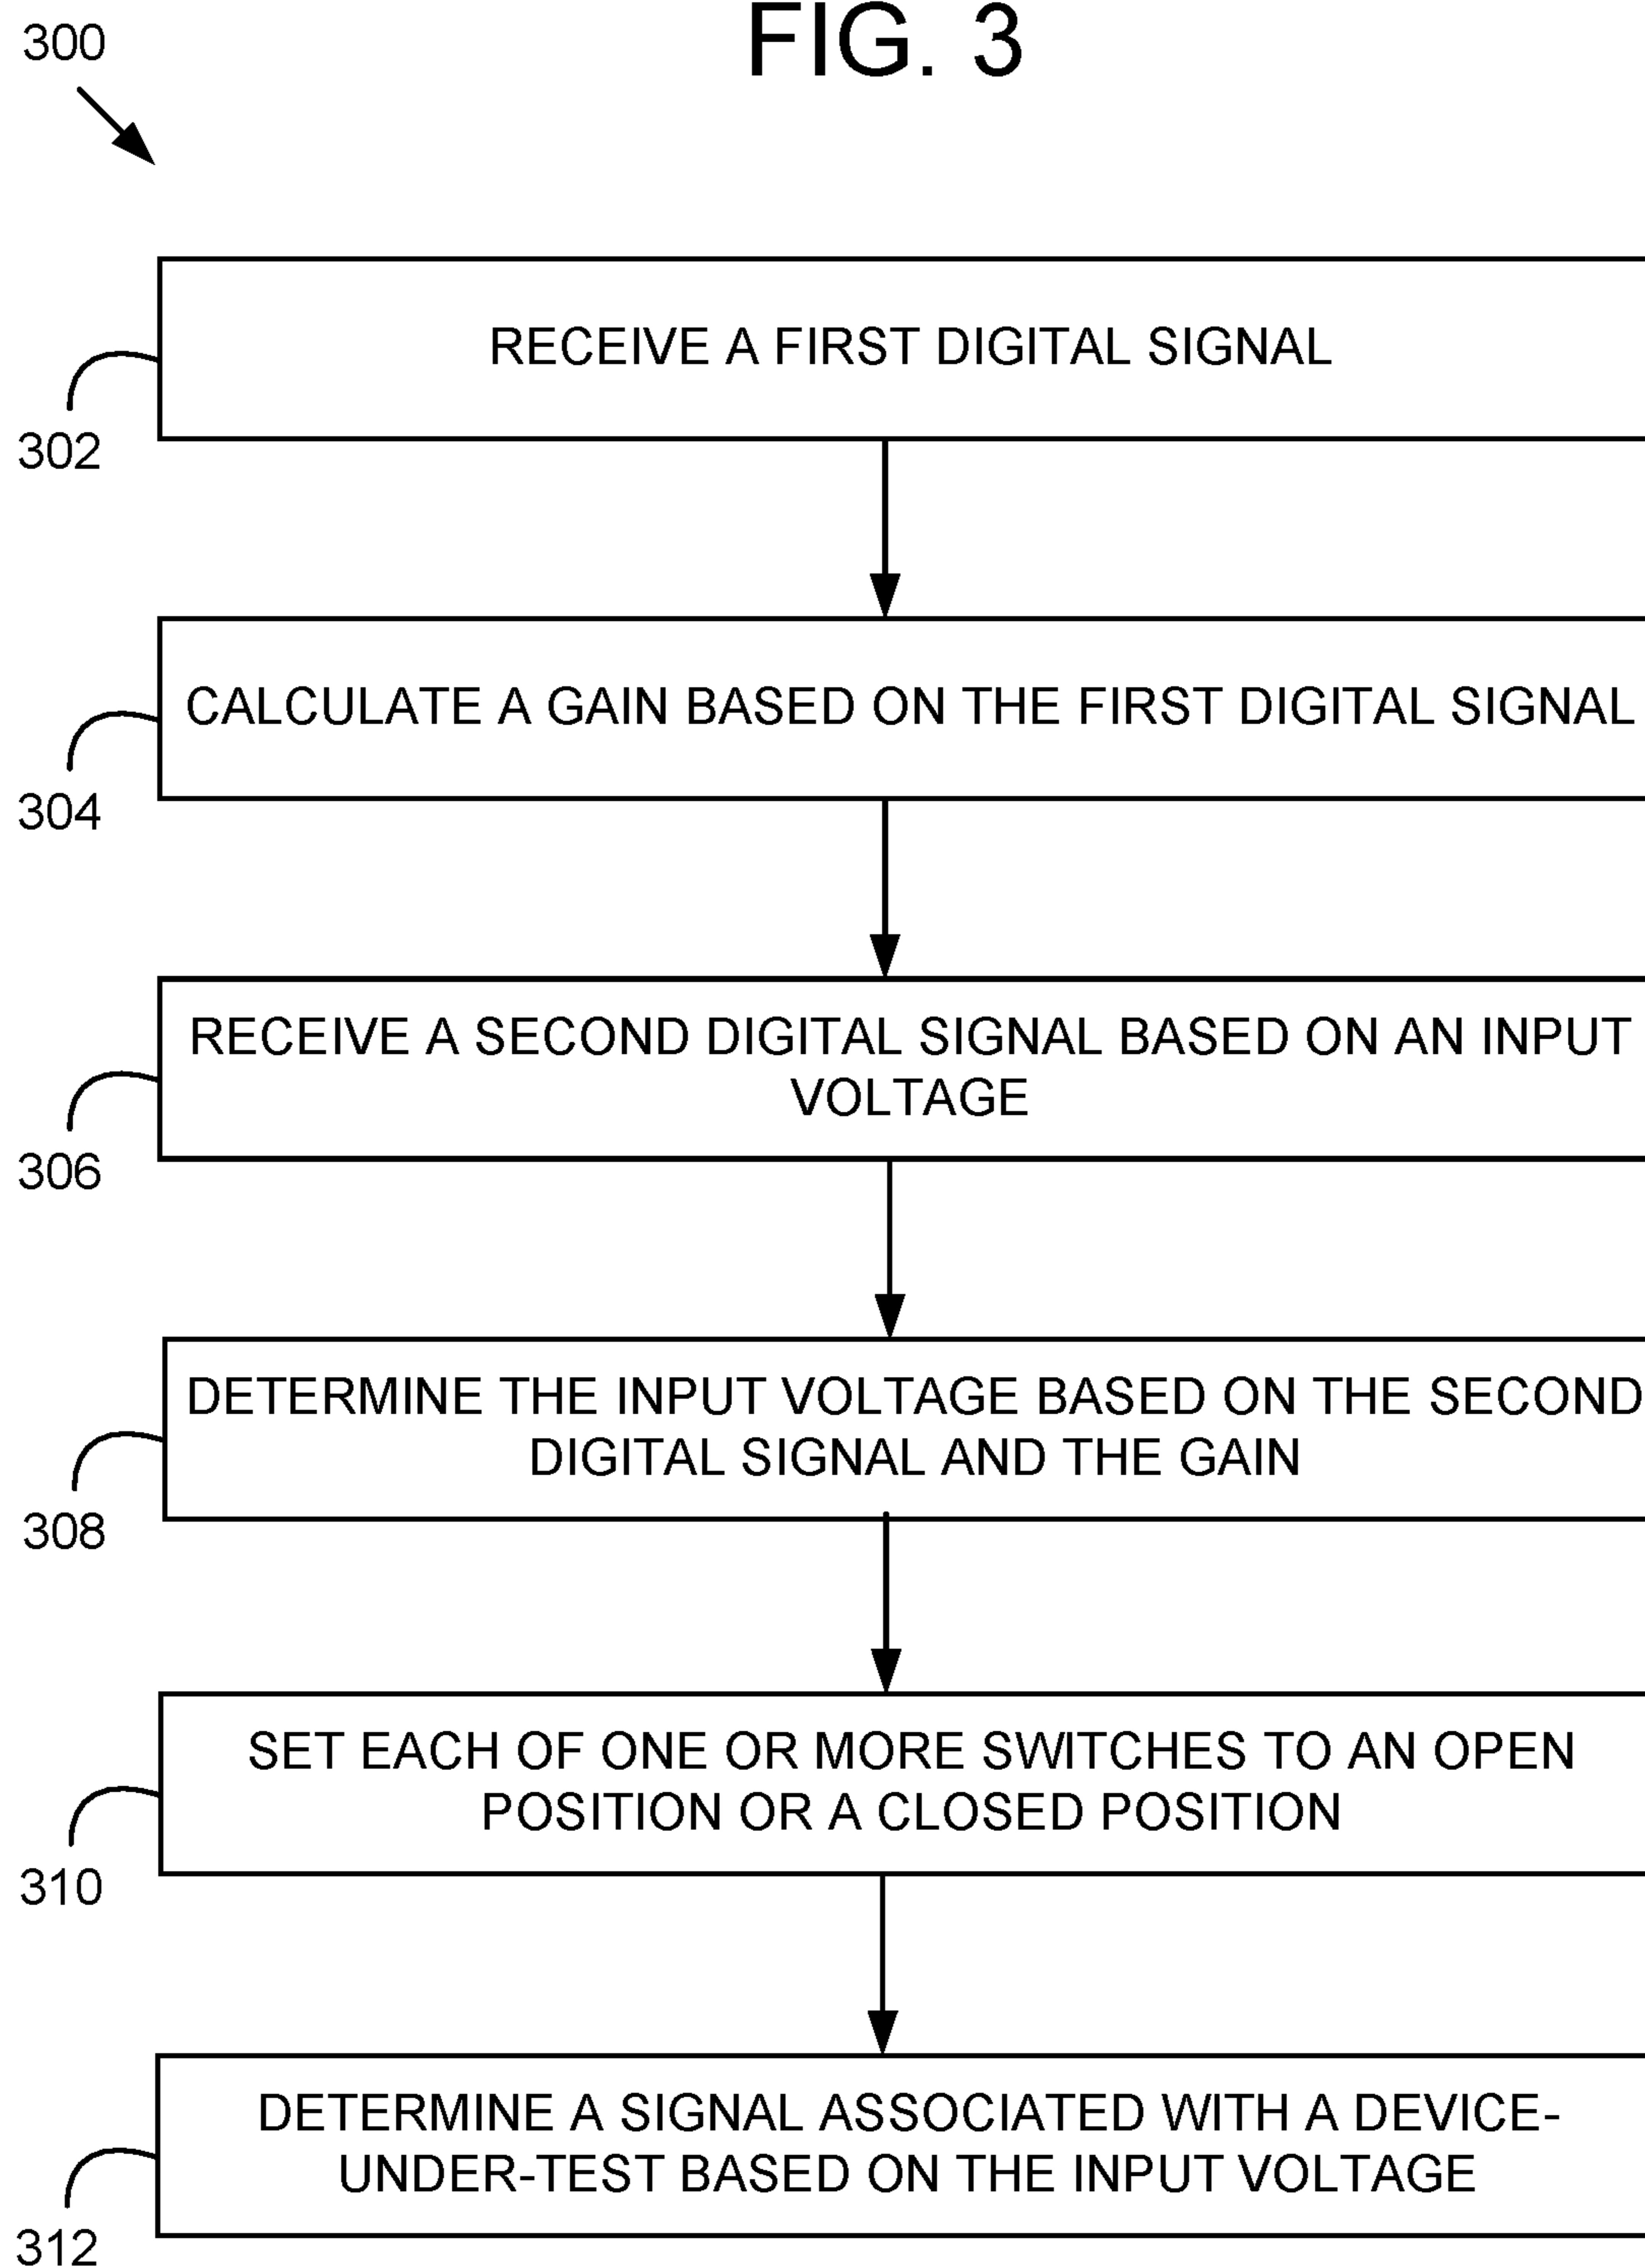 FIG. 3
300
RECEIVE A FIRST DIGITAL SIGNAL
302
CALCULATE A GAIN BASED ON THE FIRST DIGITAL SIGNAL
304
RECEIVE A SECOND DIGITAL SIGNAL BASED ON AN INPUT
VOLTAGE
306
DETERMINE THE INPUT VOLTAGE BASED ON THE SECOND
DIGITAL SIGNAL AND THE GAIN
308
SET EACH OF ONE OR MORE SWITCHES TO AN OPEN
POSITION OR A CLOSED POSITION
310
DETERMINE A SIGNAL ASSOCIATED WITH A DEVICE-
UNDER-TEST BASED ON THE INPUT VOLTAGE
312